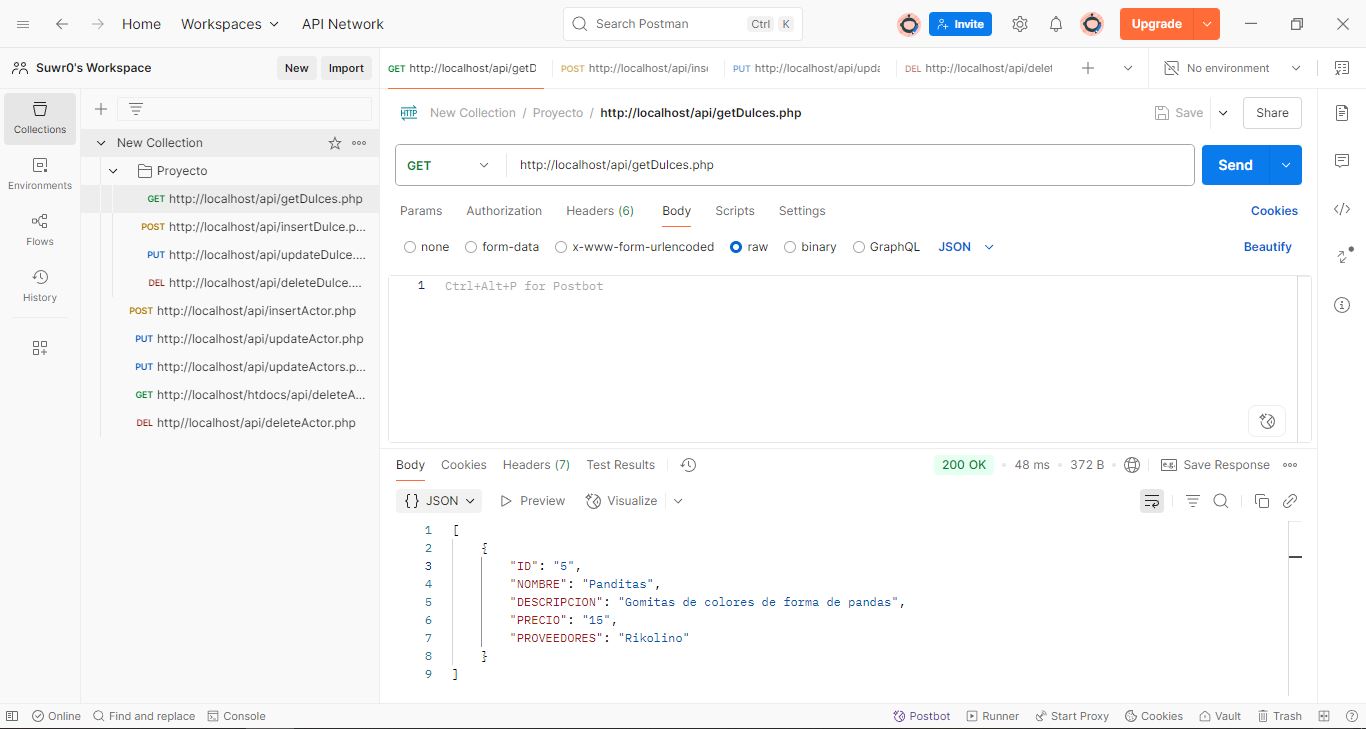 Home Workspaces API Network Search Postman Ctrl K Invite Upgrade
Suwr0's Workspace New Import GET http://localhost/api/getD POST http://localhost/api/inse PUT http://localhost/api/upda DEL http://localhost/api/delet No environment
Collections
Environments
Flows
History
New Collection
Proyecto
GET http://localhost/api/getDulces.php
POST http://localhost/api/insertDulce.p...
PUT http://localhost/api/updateDulce....
DEL http://localhost/api/deleteDulce....
POST http://localhost/api/insertActor.php
PUT http://localhost/api/updateActor.php
PUT http://localhost/api/updateActors.p...
GET http://localhost/htdocs/api/deleteA...
DEL http//localhost/api/deleteActor.php
HTTP New Collection / Proyecto / http://localhost/api/getDulces.php Save Share
GET http://localhost/api/getDulces.php Send
Params Authorization Headers (6) Body Scripts Settings Cookies
none form-data x-www-form-urlencoded raw binary GraphQL JSON Beautify
1 Ctrl+Alt+P for Postbot
Body Cookies Headers (7) Test Results 200 OK 48 ms 372 B e.g. Save Response
{} JSON Preview Visualize
1 [
2 {
3 "ID": "5",
4 "NOMBRE": "Panditas",
5 "DESCRIPCION": "Gomitas de colores de forma de pandas",
6 "PRECIO": "15",
7 "PROVEEDORES": "Rikolino"
8 }
9 ]
Online Find and replace Console Postbot Runner Start Proxy Cookies Vault Trash